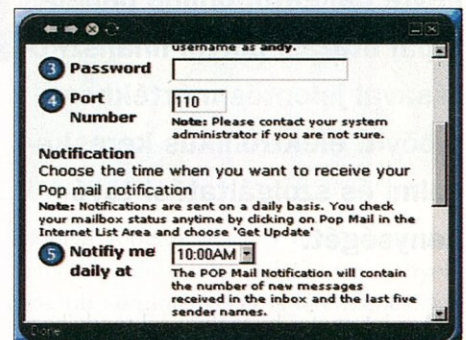 username as andy.
3 Password
4 Port Number
110
Note: Please contact your system
administrator if you are not sure.
Notification
Choose the time when you want to receive your
Pop mail notification
Note: Notifications are sent on a daily basis. To check
your mailbox status anytime by clicking on Pop Mail in the
Internet List Area and choose 'Get Update'
5 Notifiy me daily at
10:00AM
The POP Mail Notification will contain
the number of new messages
received in the inbox and the last five
sender names.
Done